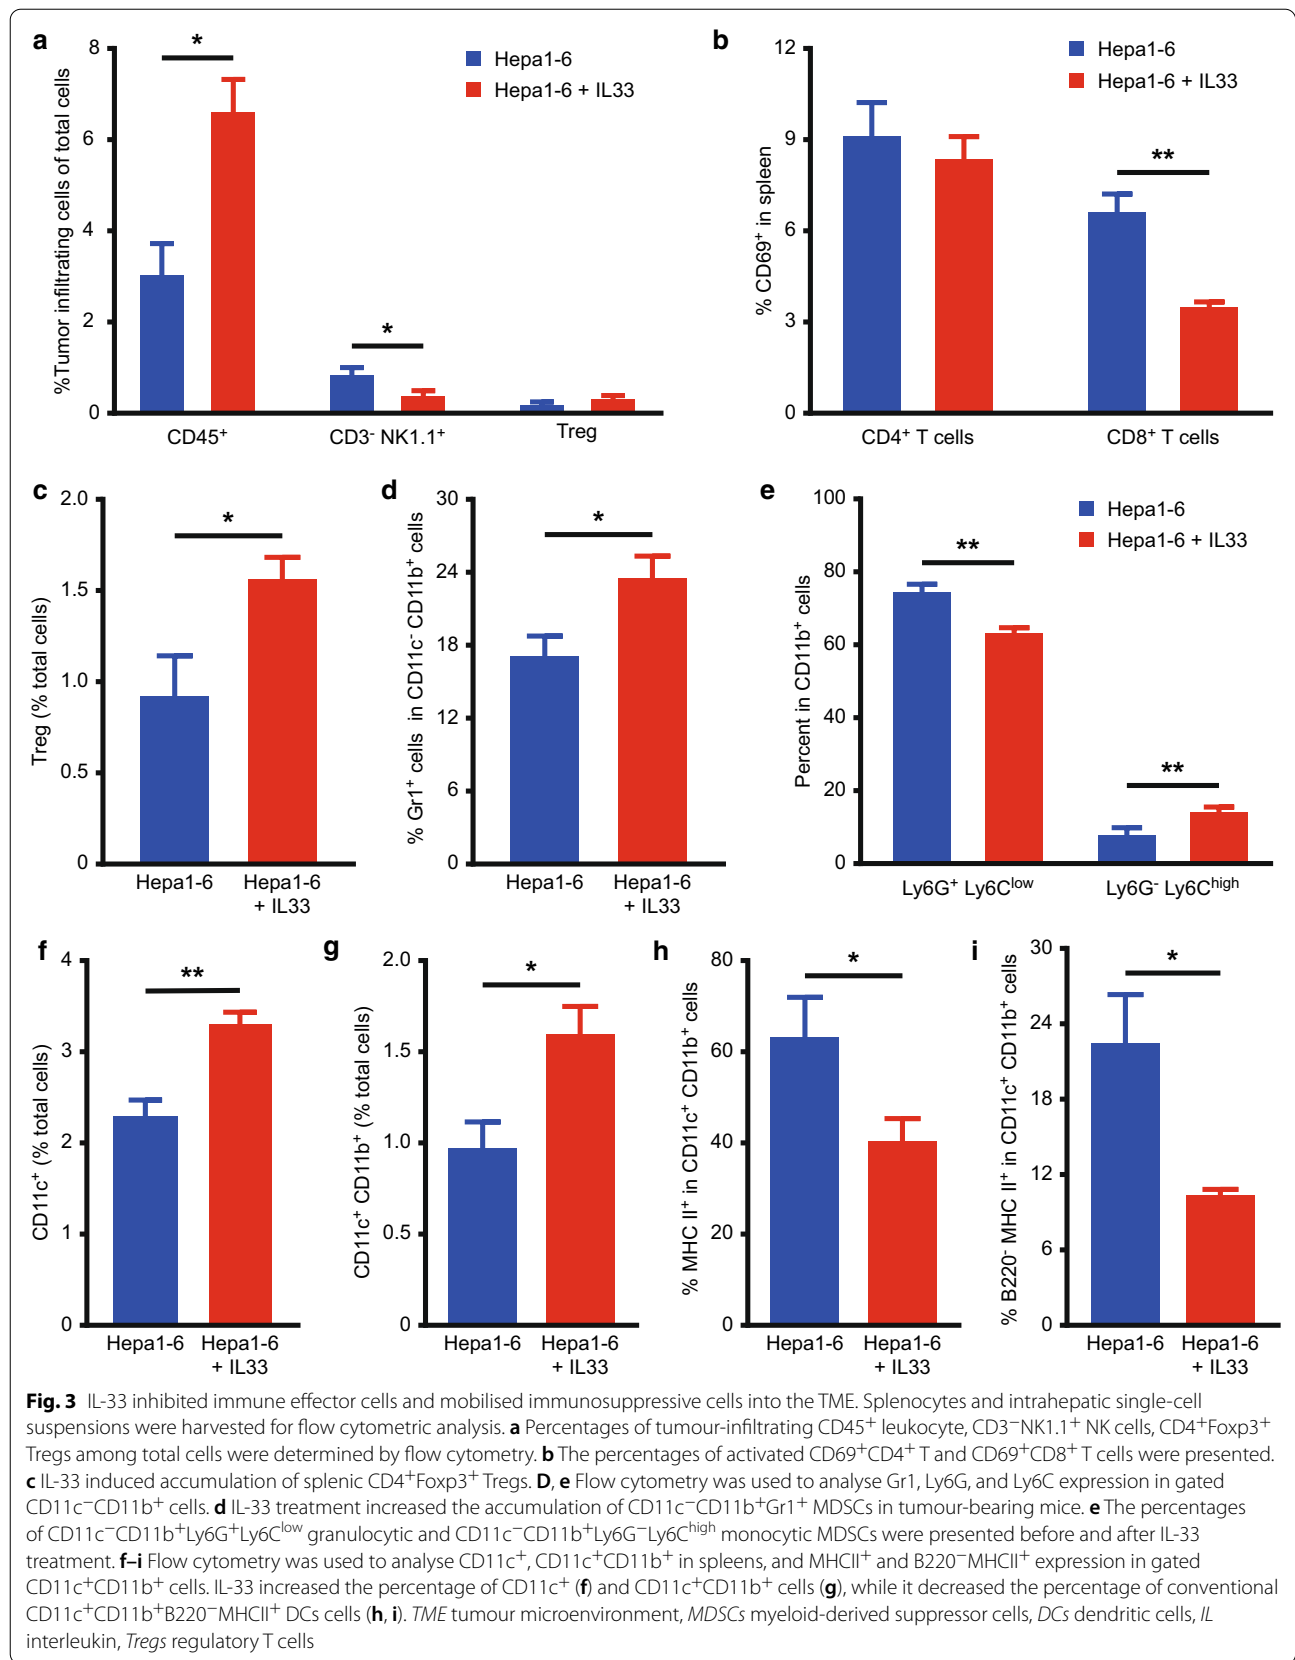 a
8
6
4
2
0
%Tumor infiltrating cells of total cells
*
*
Hepa1-6
Hepa1-6 + IL33
CD45⁺
CD3⁻ NK1.1⁺
Treg
b
12
9
6
3
0
% CD69⁺ in spleen
**
Hepa1-6
Hepa1-6 + IL33
CD4⁺ T cells
CD8⁺ T cells
c
2.0
1.5
1.0
0.5
0
Treg (% total cells)
*
Hepa1-6
Hepa1-6
+ IL33
d
30
24
18
12
6
0
% Gr1⁺ cells in CD11c⁻ CD11b⁺ cells
*
Hepa1-6
Hepa1-6
+ IL33
e
100
80
60
40
20
0
Percent in CD11b⁺ cells
**
**
Hepa1-6
Hepa1-6 + IL33
Ly6G⁺ Ly6Cˡᵒʷ
Ly6G⁻ Ly6Cʰⁱᵍʰ
f
4
3
2
1
0
CD11c⁺ (% total cells)
**
Hepa1-6
Hepa1-6
+ IL33
g
2.0
1.5
1.0
0.5
0
CD11c⁺ CD11b⁺ (% total cells)
*
Hepa1-6
Hepa1-6
+ IL33
h
80
60
40
20
0
% MHC II⁺ in CD11c⁺ CD11b⁺ cells
*
Hepa1-6
Hepa1-6
+ IL33
i
30
24
18
12
6
0
% B220⁻ MHC II⁺ in CD11c⁺ CD11b⁺ cells
*
Hepa1-6
Hepa1-6
+ IL33
Fig. 3 IL-33 inhibited immune effector cells and mobilised immunosuppressive cells into the TME. Splenocytes and intrahepatic single-cell
suspensions were harvested for flow cytometric analysis. a Percentages of tumour-infiltrating CD45⁺ leukocyte, CD3⁻NK1.1⁺ NK cells, CD4⁺Foxp3⁺
Tregs among total cells were determined by flow cytometry. b The percentages of activated CD69⁺CD4⁺ T and CD69⁺CD8⁺ T cells were presented.
c IL-33 induced accumulation of splenic CD4⁺Foxp3⁺ Tregs. D, e Flow cytometry was used to analyse Gr1, Ly6G, and Ly6C expression in gated
CD11c⁻CD11b⁺ cells. d IL-33 treatment increased the accumulation of CD11c⁻CD11b⁺Gr1⁺ MDSCs in tumour-bearing mice. e The percentages
of CD11c⁻CD11b⁺Ly6G⁺Ly6Cˡᵒʷ granulocytic and CD11c⁻CD11b⁺Ly6G⁻Ly6Cʰⁱᵍʰ monocytic MDSCs were presented before and after IL-33
treatment. f–i Flow cytometry was used to analyse CD11c⁺, CD11c⁺CD11b⁺ in spleens, and MHCII⁺ and B220⁻MHCII⁺ expression in gated
CD11c⁺CD11b⁺ cells. IL-33 increased the percentage of CD11c⁺ (f) and CD11c⁺CD11b⁺ cells (g), while it decreased the percentage of conventional
CD11c⁺CD11b⁺B220⁻MHCII⁺ DCs cells (h, i). TME tumour microenvironment, MDSCs myeloid-derived suppressor cells, DCs dendritic cells, IL
interleukin, Tregs regulatory T cells